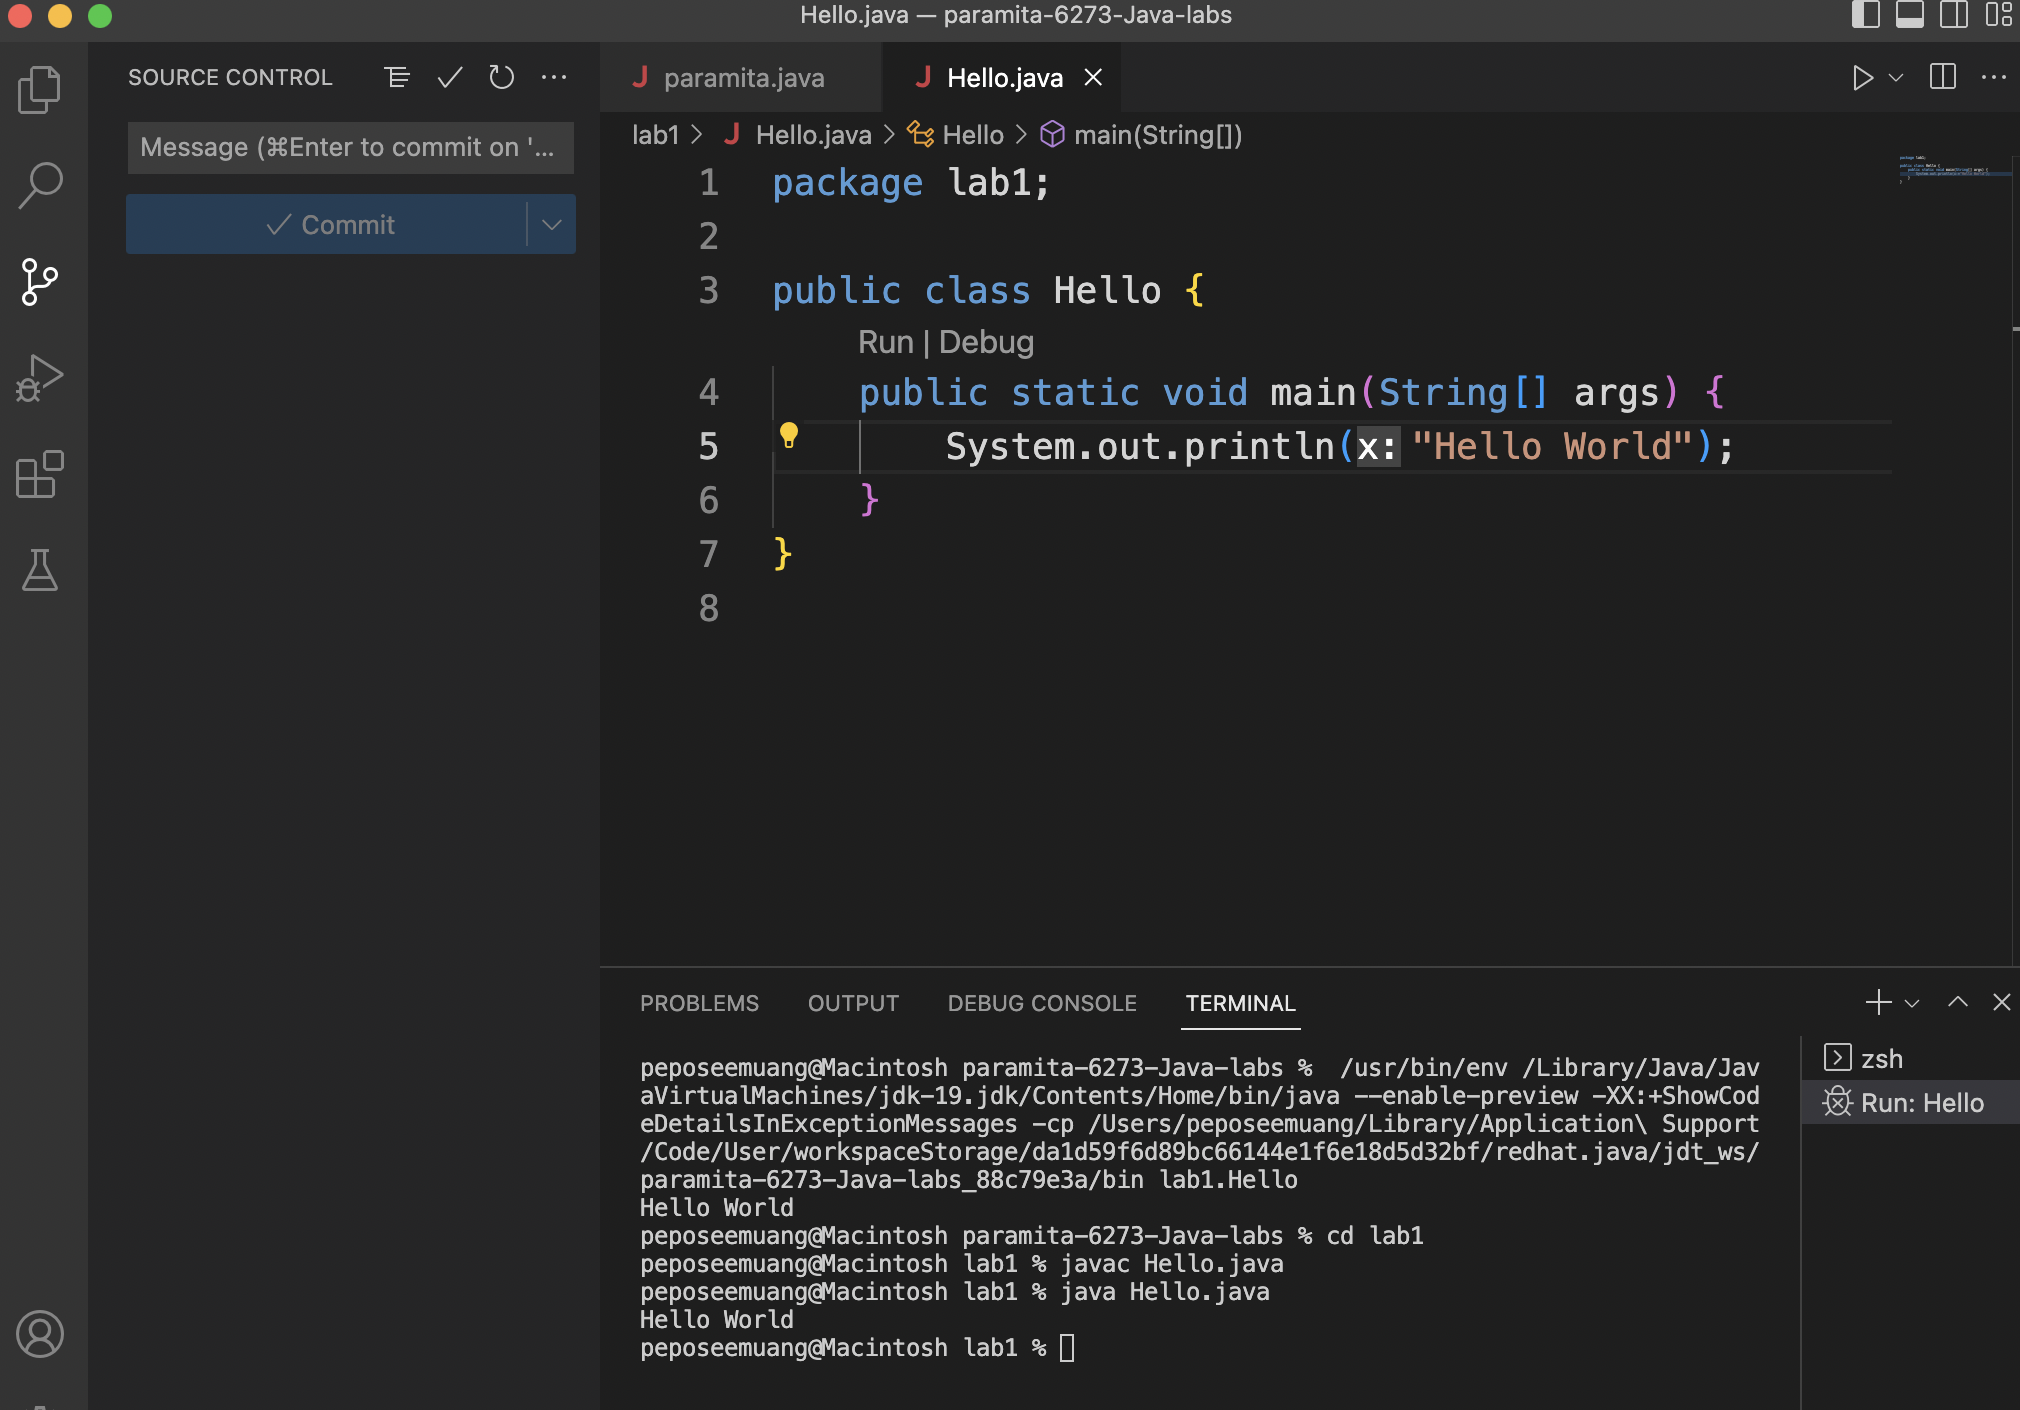 Hello.java — paramita-6273-Java-labs
SOURCE CONTROL
Message (⌘Enter to commit on '...
Commit
paramita.java
Hello.java
lab1 > Hello.java > Hello > main(String[])
1 package lab1;
2
3 public class Hello {
Run | Debug
4 public static void main(String[] args) {
5 System.out.println(x: "Hello World");
6 }
7 }
8
PROBLEMS OUTPUT DEBUG CONSOLE TERMINAL
peposeemuang@Macintosh paramita-6273-Java-labs %  /usr/bin/env /Library/Java/Jav
aVirtualMachines/jdk-19.jdk/Contents/Home/bin/java --enable-preview -XX:+ShowCod
eDetailsInExceptionMessages -cp /Users/peposeemuang/Library/Application\ Support
/Code/User/workspaceStorage/da1d59f6d89bc66144e1f6e18d5d32bf/redhat.java/jdt_ws/
paramita-6273-Java-labs_88c79e3a/bin lab1.Hello
Hello World
peposeemuang@Macintosh paramita-6273-Java-labs % cd lab1
peposeemuang@Macintosh lab1 % javac Hello.java
peposeemuang@Macintosh lab1 % java Hello.java
Hello World
peposeemuang@Macintosh lab1 %
zsh
Run: Hello